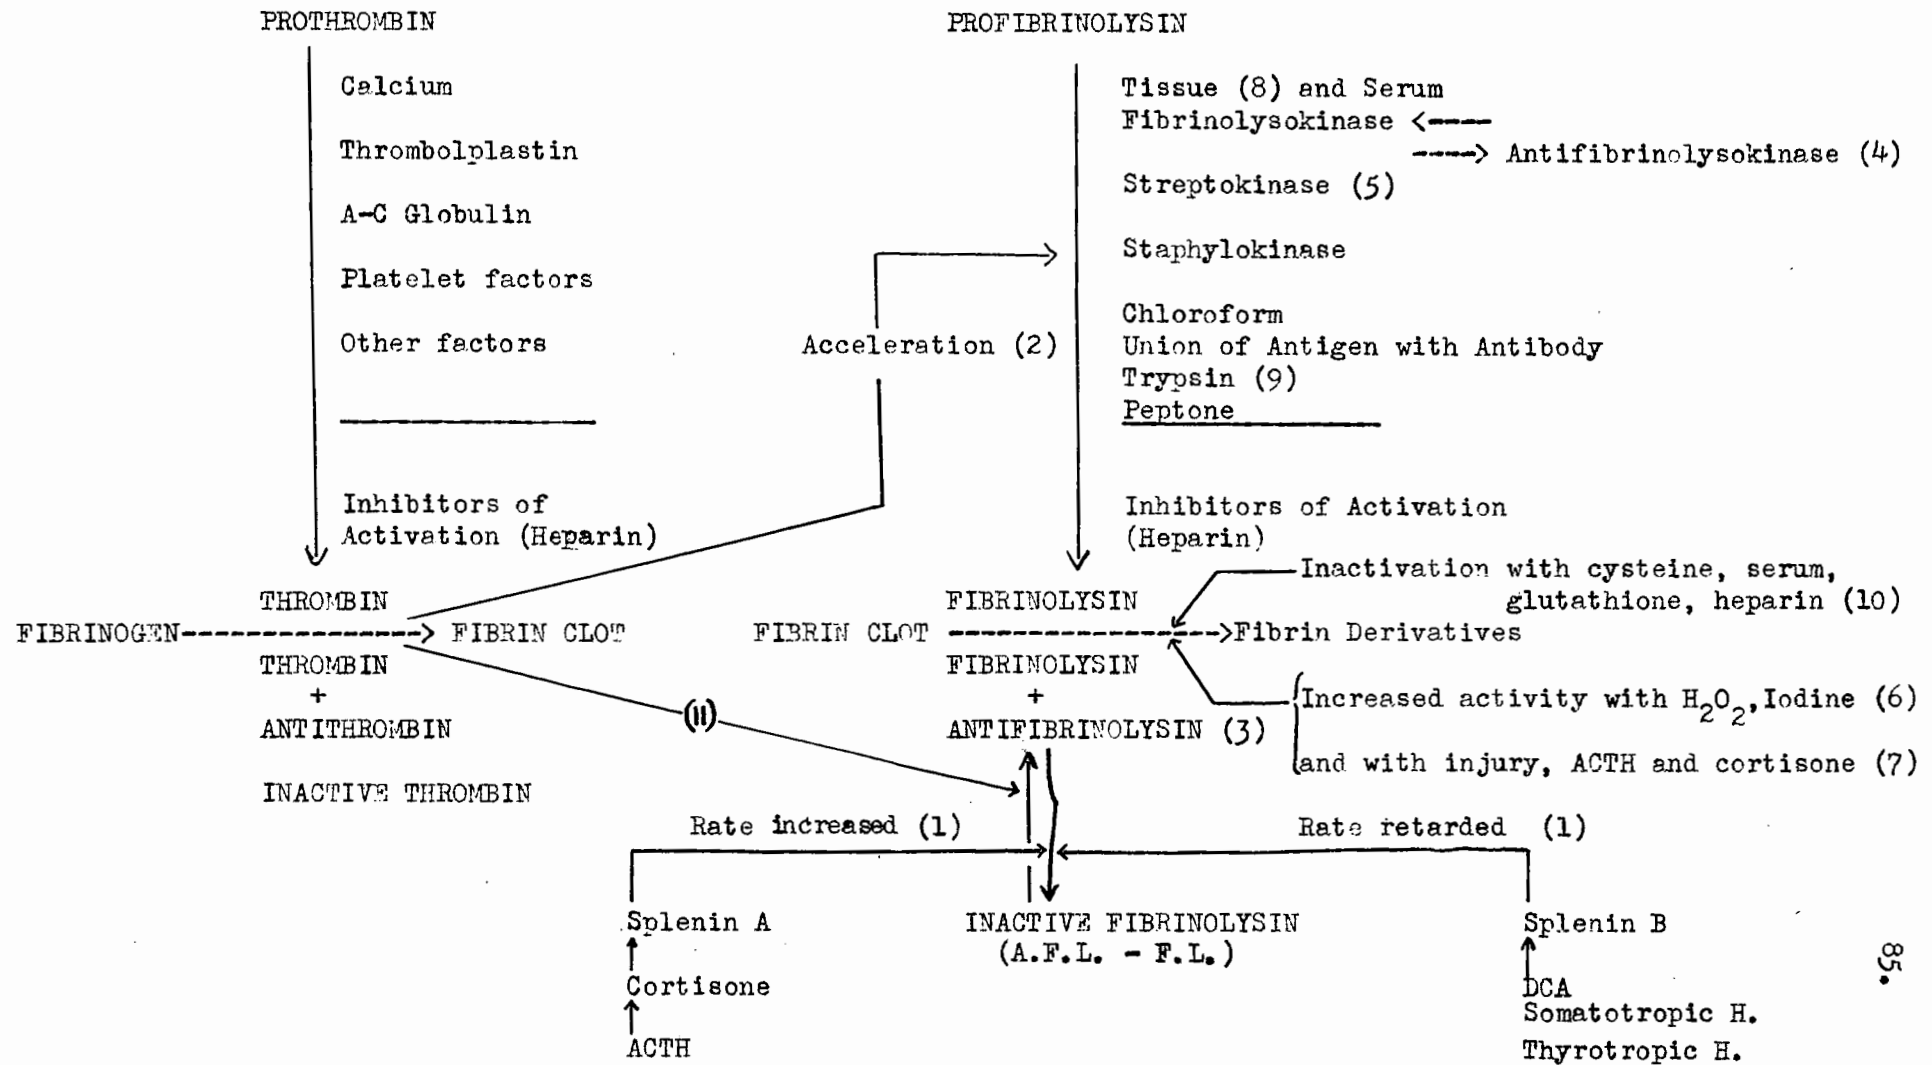 PROTHROMBIN
Calcium
Thrombolplastin
A-C Globulin
Platelet factors
Other factors
Inhibitors of
Activation (Heparin)
PROFIBRINOLYSIN
Tissue (8) and Serum
Fibrinolysokinase <----
----> Antifibrinolysokinase (4)
Streptokinase (5)
Staphylokinase
Acceleration (2)
Chloroform
Union of Antigen with Antibody
Trypsin (9)
Peptone
Inhibitors of Activation
(Heparin)
Inactivation with cysteine, serum,
glutathione, heparin (10)
THROMBIN
FIBRINOGEN--------------> FIBRIN CLOT
THROMBIN
+
ANTITHROMBIN
INACTIVE THROMBIN
(11)
FIBRINOLYSIN
FIBRIN CLOT --------------->Fibrin Derivatives
FIBRINOLYSIN
+
ANTIFIBRINOLYSIN (3)
Increased activity with H2O2,Iodine (6)
and with injury, ACTH and cortisone (7)
Rate increased (1)
Rate retarded (1)
Splenin A
Cortisone
ACTH
INACTIVE FIBRINOLYSIN
(A.F.L. - F.L.)
Splenin B
DCA
Somatotropic H.
Thyrotropic H.
85.